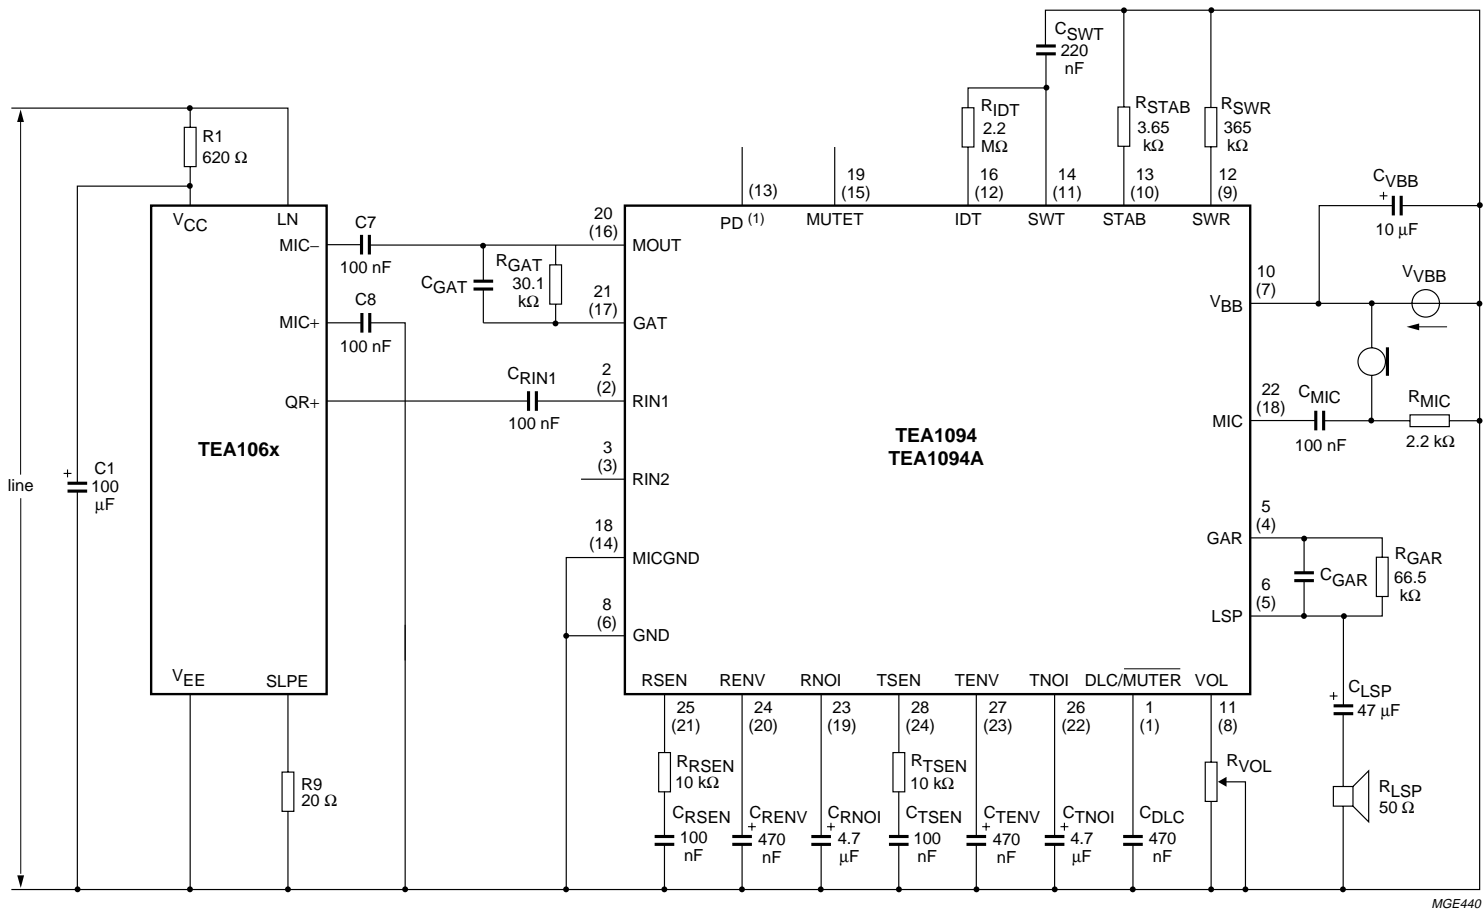 CSWT
220
nF
RIDT
2.2
MΩ
RSTAB
3.65
kΩ
RSWR
365
kΩ
R1
620 Ω
(13)
19
(15)
16
(12)
14
(11)
13
(10)
12
(9)
CVBB
+
10 μF
VCC
LN
PD (1)
MUTET
IDT
SWT
STAB
SWR
C7
100 nF
MIC−
20
(16)
MOUT
CGAT
RGAT
30.1
kΩ
21
(17)
GAT
C8
100 nF
MIC+
10
(7)
VBB
VVBB
QR+
CRIN1
100 nF
2
(2)
RIN1
22
(18)
MIC
CMIC
100 nF
RMIC
2.2 kΩ
TEA106x
TEA1094
TEA1094A
3
(3)
RIN2
line
+
C1
100
μF
18
(14)
MICGND
5
(4)
GAR
CGAR
RGAR
66.5
kΩ
8
(6)
GND
6
(5)
LSP
VEE
SLPE
RSEN
RENV
RNOI
TSEN
TENV
TNOI
DLC/MUTER
VOL
25
(21)
24
(20)
23
(19)
28
(24)
27
(23)
26
(22)
1
(1)
11
(8)
+
CLSP
47 μF
R9
20 Ω
RRSEN
10 kΩ
RTSEN
10 kΩ
RVOL
RLSP
50 Ω
CRSEN
100
nF
CRENV
+
470
nF
CRNOI
+
4.7
μF
CTSEN
100
nF
CTENV
+
470
nF
CTNOI
+
4.7
μF
CDLC
470
nF
MGE440